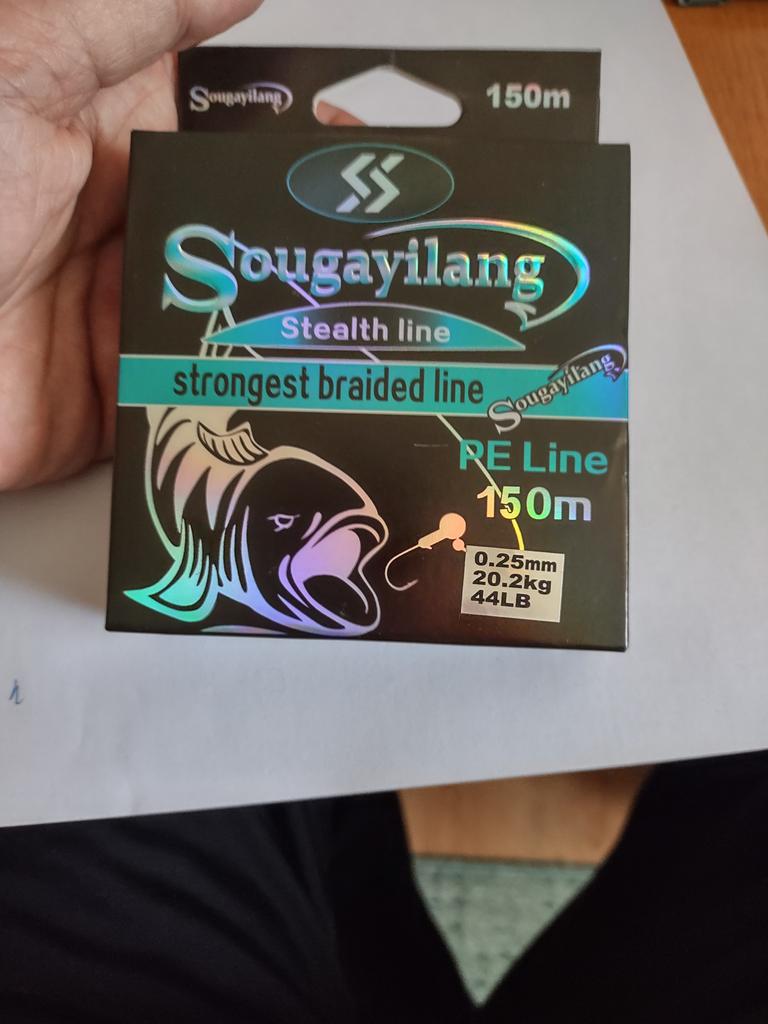 Sougayilang
150m
Sougayilang
Stealth line
strongest braided line
Sougayilang
PE Line
150m
0.25mm
20.2kg
44LB